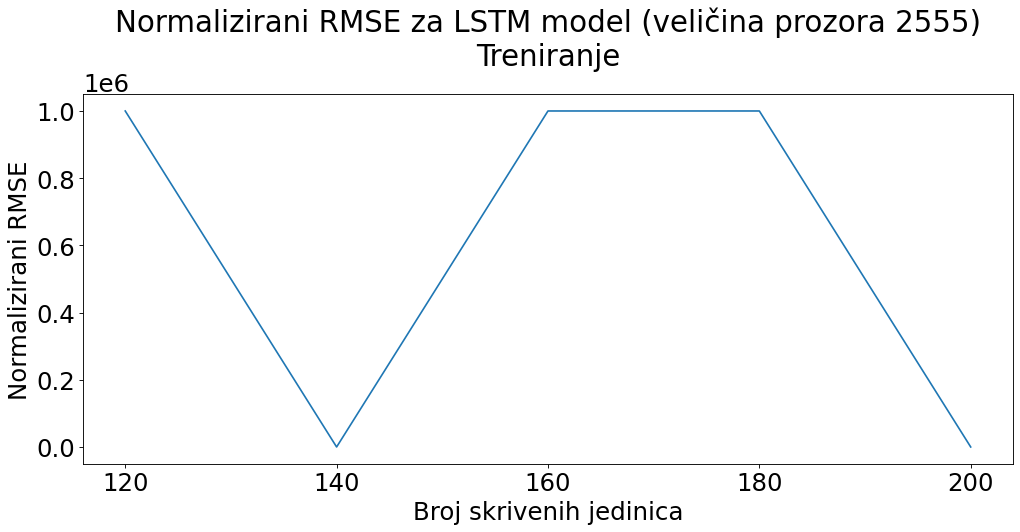 Normalizirani RMSE za LSTM model (veličina prozora 2555)
Treniranje
1e6
1.0
0.8
0.6
0.4
0.2
0.0
Normalizirani RMSE
120 140 160 180 200
Broj skrivenih jedinica